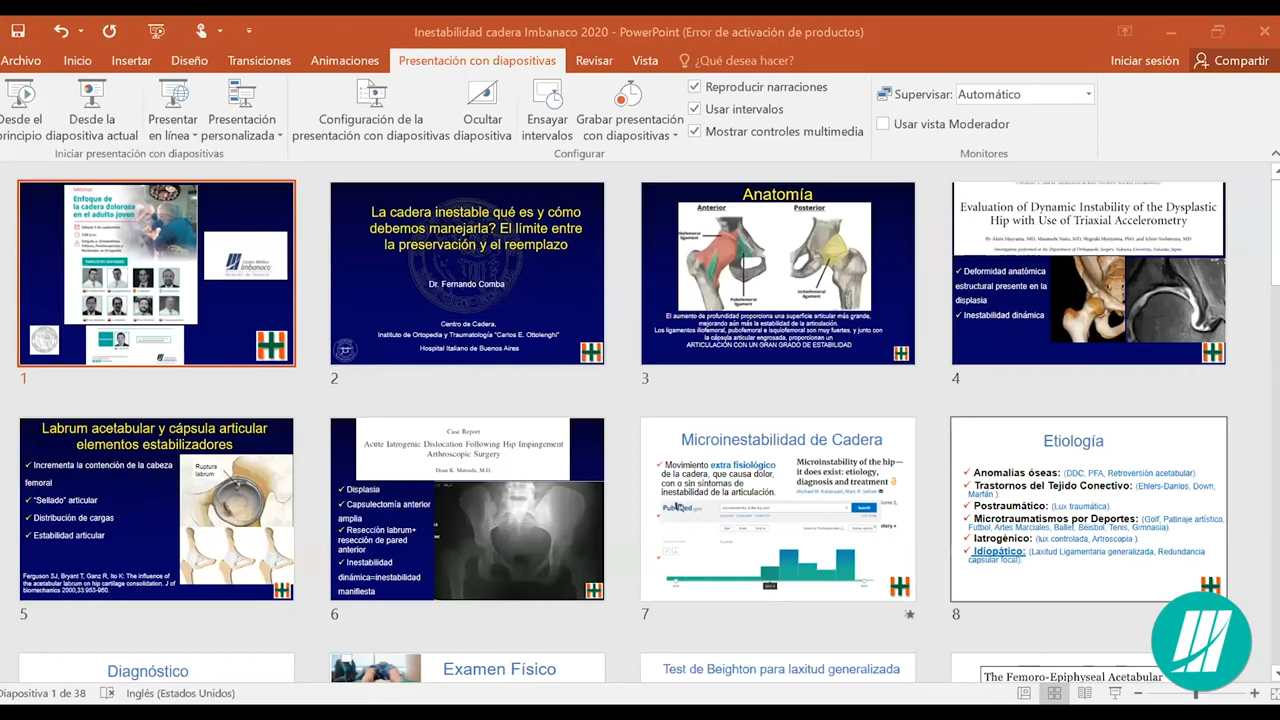 Inestabilidad cadera Imbanaco 2020 - PowerPoint (Error de activación de productos)
Archivo Inicio Insertar Diseño Transiciones Animaciones Presentación con diapositivas Revisar Vista ¿Qué desea hacer? Iniciar sesión Compartir
Desde el principio
Desde la diapositiva actual
Presentar en línea
Presentación personalizada
Configuración de la presentación con diapositivas
Ocultar diapositiva
Ensayar intervalos
Grabar presentación con diapositivas
Reproducir narraciones
Usar intervalos
Mostrar controles multimedia
Supervisar: Automático
Usar vista Moderador
Iniciar presentación con diapositivas
Configurar
Monitores
Enfoque de
la cadera dolorosa
en el adulto joven
Imbanaco
1
La cadera inestable qué es y cómo
debemos manejarla? El límite entre
la preservación y el reemplazo
Dr. Fernando Comba
Centro de Cadera,
Instituto de Ortopedia y Traumatología "Carlos E. Ottolenghi"
Hospital Italiano de Buenos Aires
2
Anatomía
Anterior
Posterior
Pubofemoral
ligament
Ischiofemoral
ligament
El aumento de profundidad proporciona una superficie articular más grande,
mejorando aún más la estabilidad de la articulación.
Los ligamentos iliofemoral, pubofemoral e isquiofemoral son muy fuertes, y junto con
la cápsula articular engrosada, proporcionan un
ARTICULACIÓN CON UN GRAN GRADO DE ESTABILIDAD
3
Evaluation of Dynamic Instability of the Dysplastic
Hip with Use of Triaxial Accelerometry
Deformidad anatómica
estructural presente en la
displasia
Inestabilidad dinámica
4
Labrum acetabular y cápsula articular
elementos estabilizadores
Incrementa la contención de la cabeza
femoral
"Sellado" articular
Distribución de cargas
Estabilidad articular
Ruptura
labrum
Ferguson SJ, Bryant T, Ganz R, Ito K: The influence of
the acetabular labrum on hip cartilage consolidation. J of
biomechanics 2000;33:953-960.
5
Case Report
Acute Iatrogenic Dislocation Following Hip Impingement
Arthroscopic Surgery
Dean K. Matsuda, M.D.
Displasia
Capsulectomía anterior
amplia
Resección labrum+
resección de pared
anterior
Inestabilidad
dinámica=inestabilidad
manifiesta
6
Microinestabilidad de Cadera
Movimiento extra fisiológico
de la cadera, que causa dolor,
con o sin síntomas de
inestabilidad de la articulación.
Microinstability of the hip—
it does exist: etiology,
diagnosis and treatment
PubMed.gov
Search
7
Etiología
Anomalias óseas: (DDC, PFA, Retroversión acetabular).
Trastornos del Tejido Conectivo: (Ehlers-Danlos, Down,
Marfán ).
Postraumático: (Lux traumática).
Microtraumatismos por Deportes: (Golf, Patinaje artístico,
Futbol, Artes Marciales, Ballet, Béisbol, Tenis, Gimnasia).
Iatrogénico: (lux controlada, Artroscopia ).
Idiopático: (Laxitud Ligamentaria generalizada, Redundancia
capsular focal).
8
Diagnóstico
Examen Físico
Test de Beighton para laxitud generalizada
The Femoro-Epiphyseal Acetabular
Diapositiva 1 de 38 Inglés (Estados Unidos)